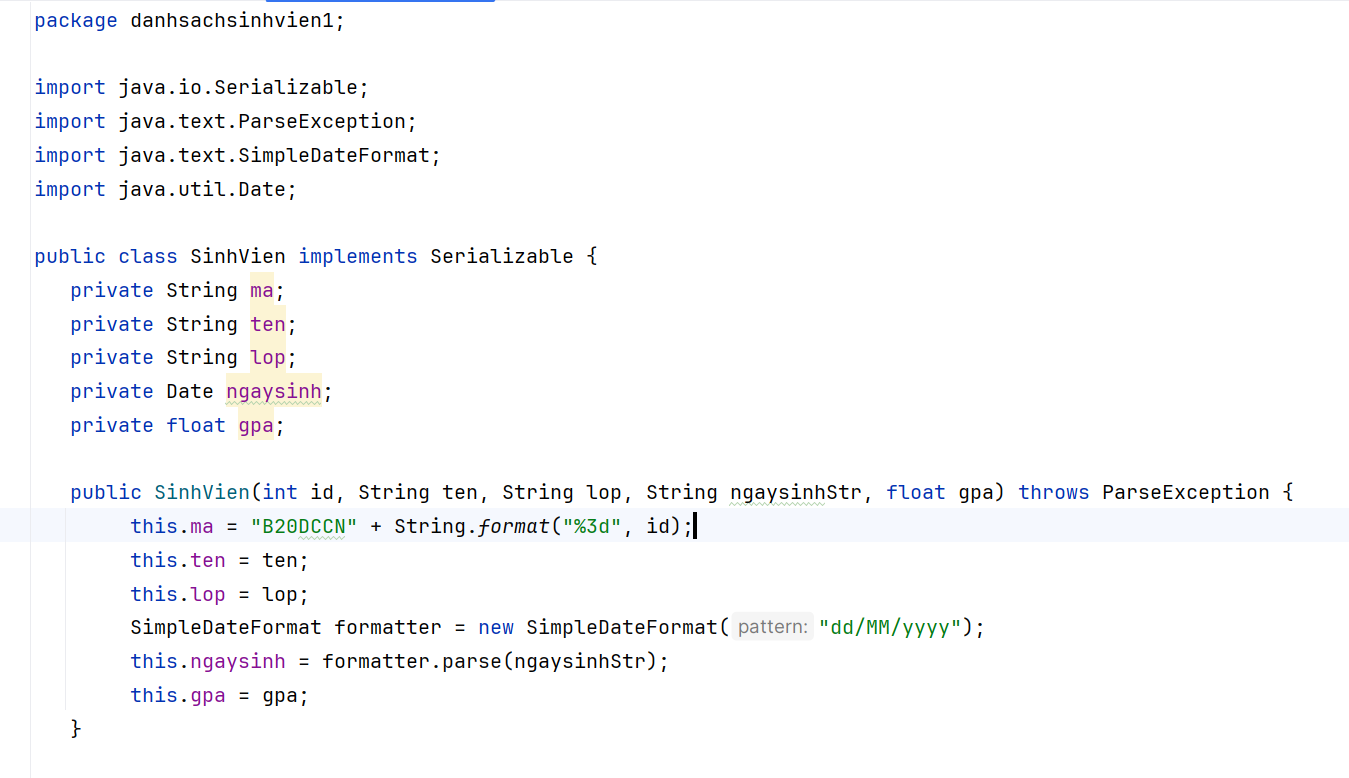 package danhsachsinhvien1;
import java.io.Serializable;
import java.text.ParseException;
import java.text.SimpleDateFormat;
import java.util.Date;
public class SinhVien implements Serializable {
private String ma;
private String ten;
private String lop;
private Date ngaysinh;
private float gpa;
public SinhVien(int id, String ten, String lop, String ngaysinhStr, float gpa) throws ParseException {
this.ma = "B20DCCN" + String.format("%3d", id);
this.ten = ten;
this.lop = lop;
SimpleDateFormat formatter = new SimpleDateFormat( pattern: "dd/MM/yyyy");
this.ngaysinh = formatter.parse(ngaysinhStr);
this.gpa = gpa;
}